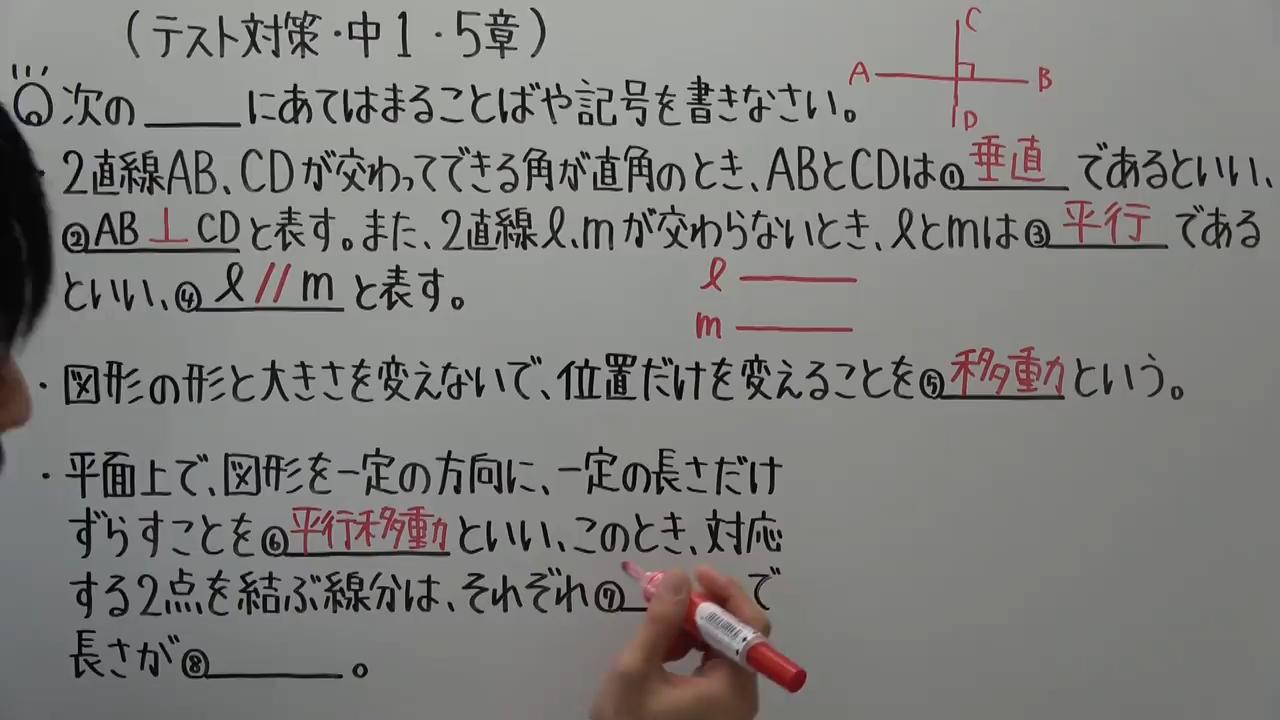 (テスト対策・中1・5章)
Q 次の____にあてはまることばや記号を書きなさい。
A B C D
・2直線AB、CDが交わってできる角が直角のとき、ABとCDは①垂直であるといい、
②AB⊥CDと表す。また、2直線ℓ、mが交わらないとき、ℓとmは③平行である
といい、④ℓ//mと表す。
ℓ
m
・図形の形と大きさを変えないで、位置だけを変えることを⑤移動という。
・平面上で、図形を一定の方向に、一定の長さだけ
ずらすことを⑥平行移動といい、このとき、対応
する2点を結ぶ線分は、それぞれ⑦____で
長さが⑧____。